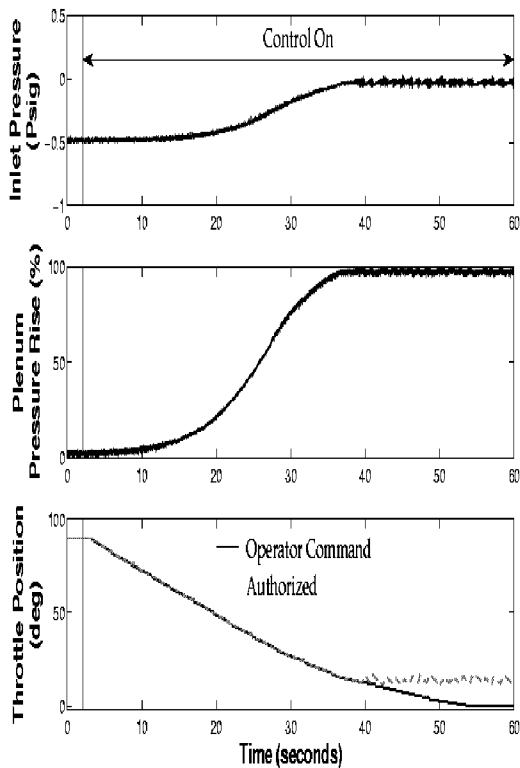 0.5
Control On
0
-0.5
-1
Inlet Pressure
(Psig)
0 10 20 30 40 50 60
100
50
0
Plenum
Pressure Rise (%)
0 10 20 30 40 50 60
100
50
0
Operator Command
Authorized
Throttle Position
(deg)
0 10 20 30 40 50 60
Time (seconds)